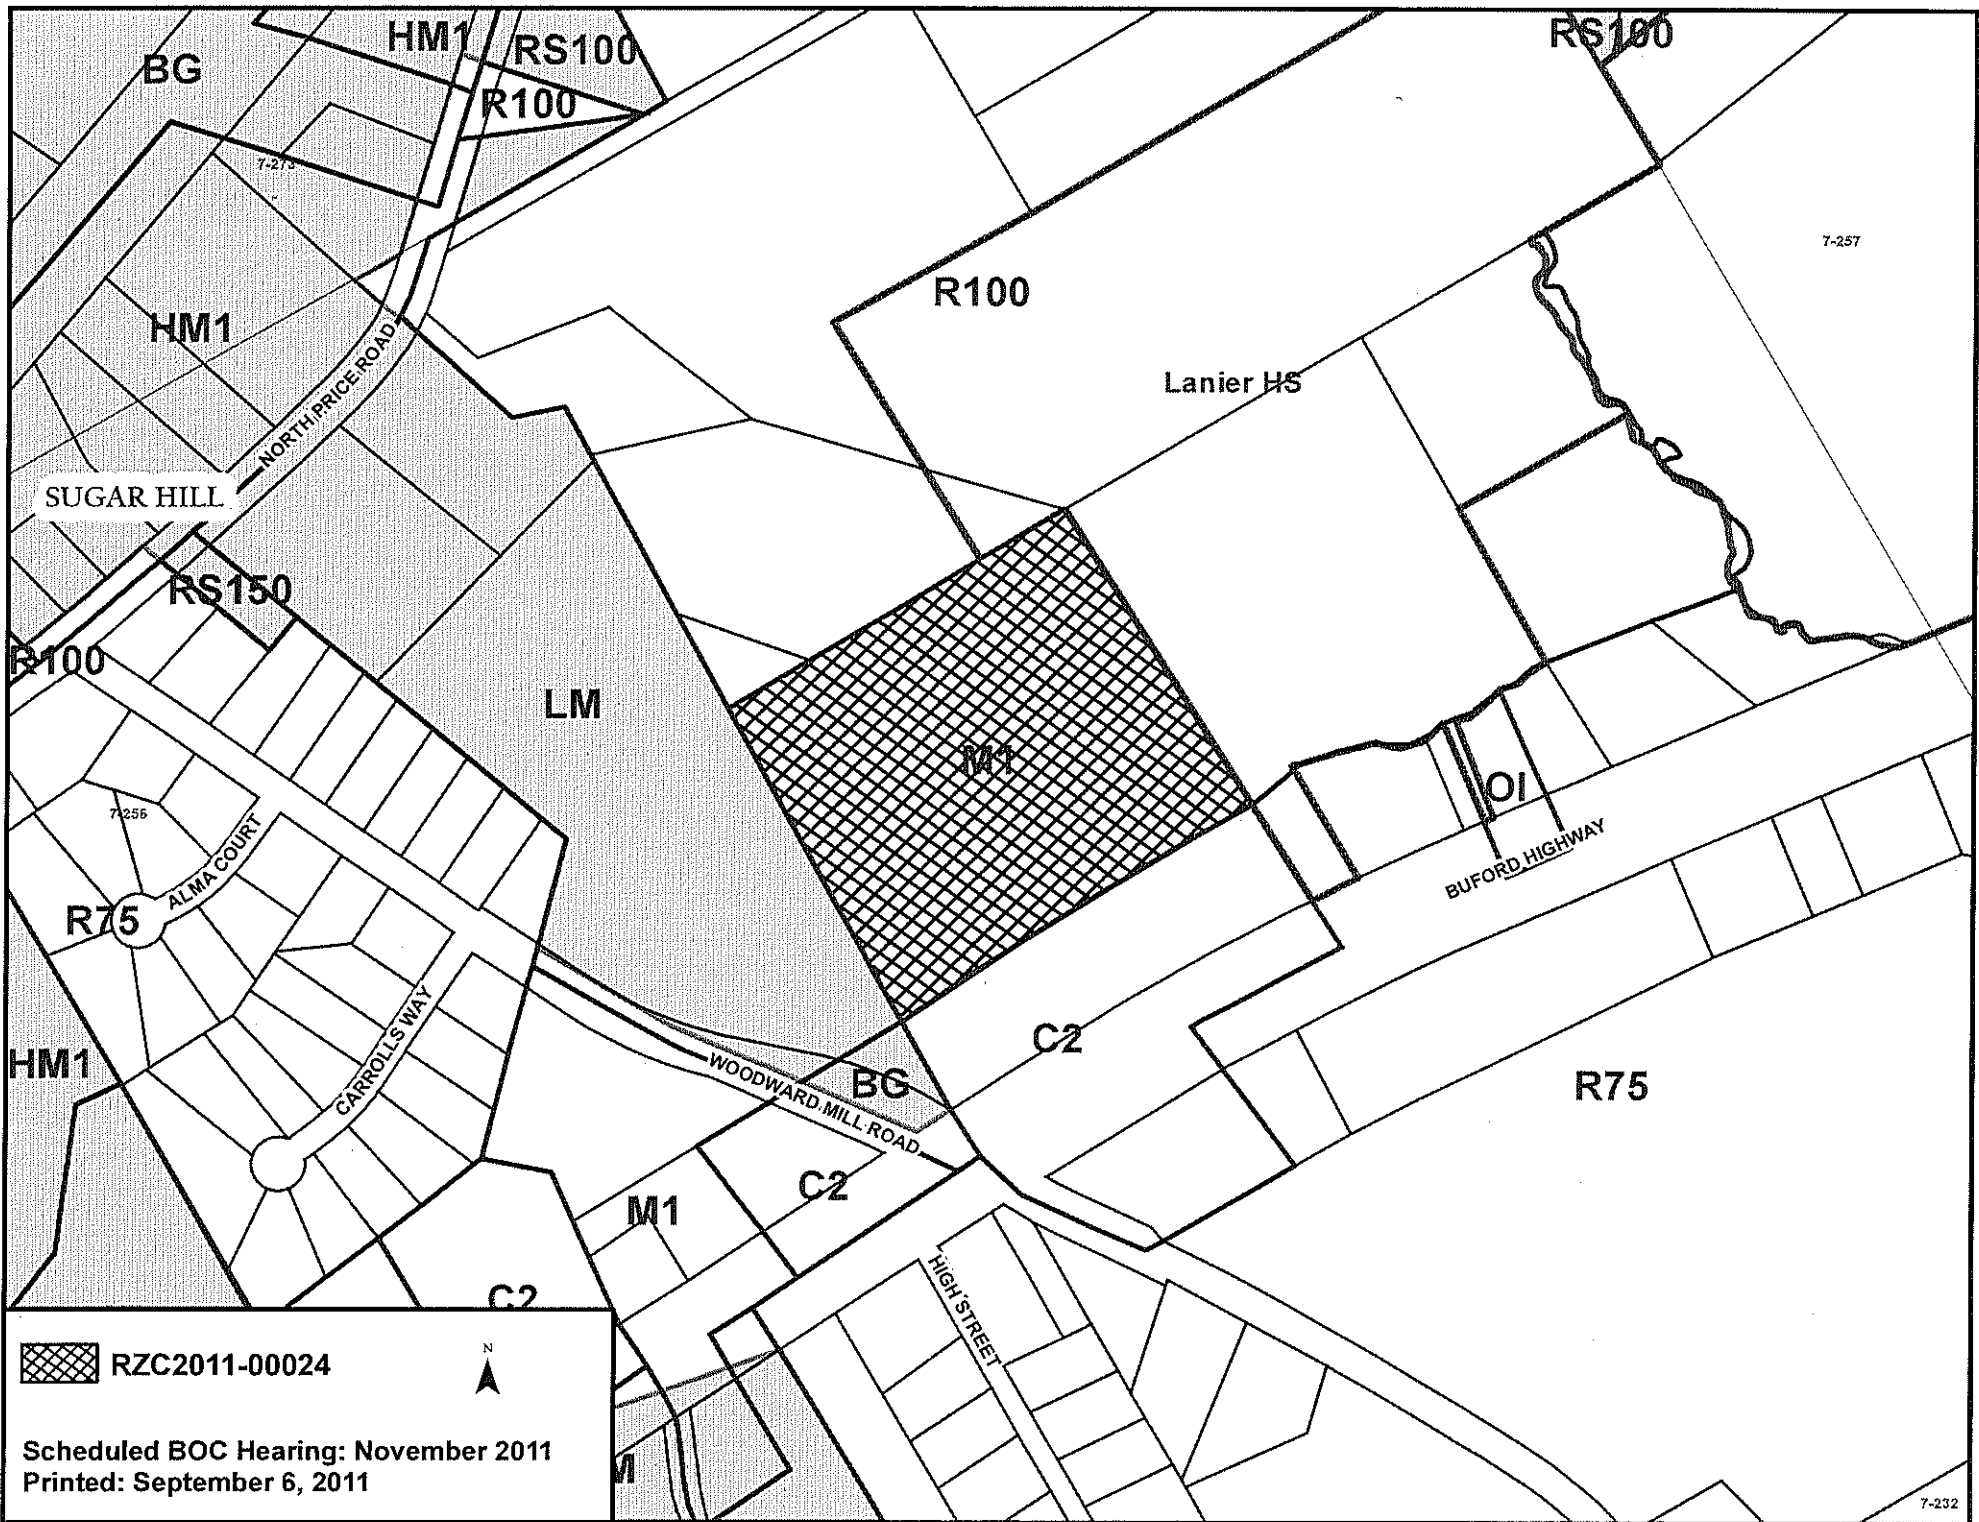 HM1
RS100
RS100
BG
R100
7-273
7-257
R100
HM1
Lanier HS
NORTH PRICE ROAD
SUGAR HILL
RS150
R100
LM
M1
OI
7-256
ALMA COURT
BUFORD HIGHWAY
R75
CARROLLS WAY
C2
HM1
WOODWARD MILL ROAD
BG
R75
C2
M1
HIGH STREET
C2
RZC2011-00024
N
Scheduled BOC Hearing: November 2011
Printed: September 6, 2011
7-232